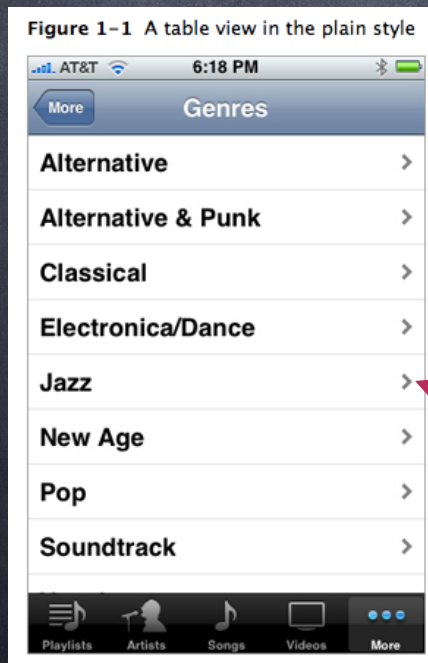 Figure 1-1 A table view in the plain style
AT&T 6:18 PM
More Genres
Alternative
Alternative & Punk
Classical
Electronica/Dance
Jazz
New Age
Pop
Soundtrack
Playlists Artists Songs Videos More